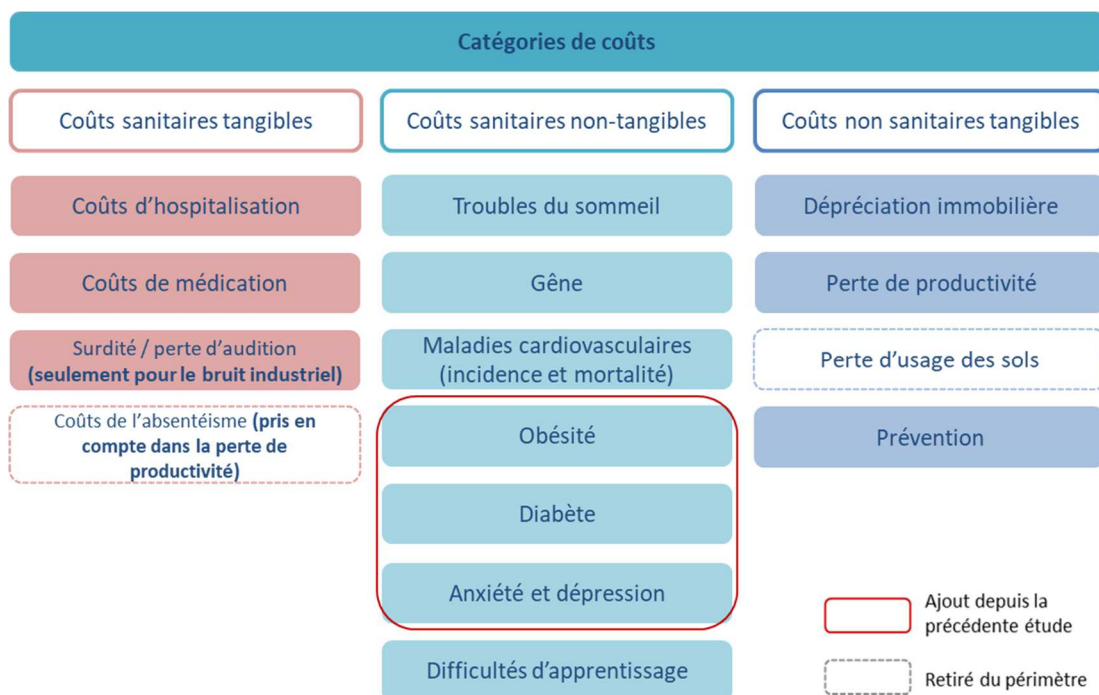 Catégories de coûts
Coûts sanitaires tangibles
Coûts sanitaires non-tangibles
Coûts non sanitaires tangibles
Coûts d'hospitalisation
Troubles du sommeil
Dépréciation immobilière
Coûts de médication
Gêne
Perte de productivité
Surdité / perte d'audition
(seulement pour le bruit industriel)
Maladies cardiovasculaires
(incidence et mortalité)
Perte d'usage des sols
Coûts de l'absentéisme (pris en
compte dans la perte de
productivité)
Obésité
Prévention
Diabète
Anxiété et dépression
Difficultés d'apprentissage
Ajout depuis la
précédente étude
Retiré du périmètre